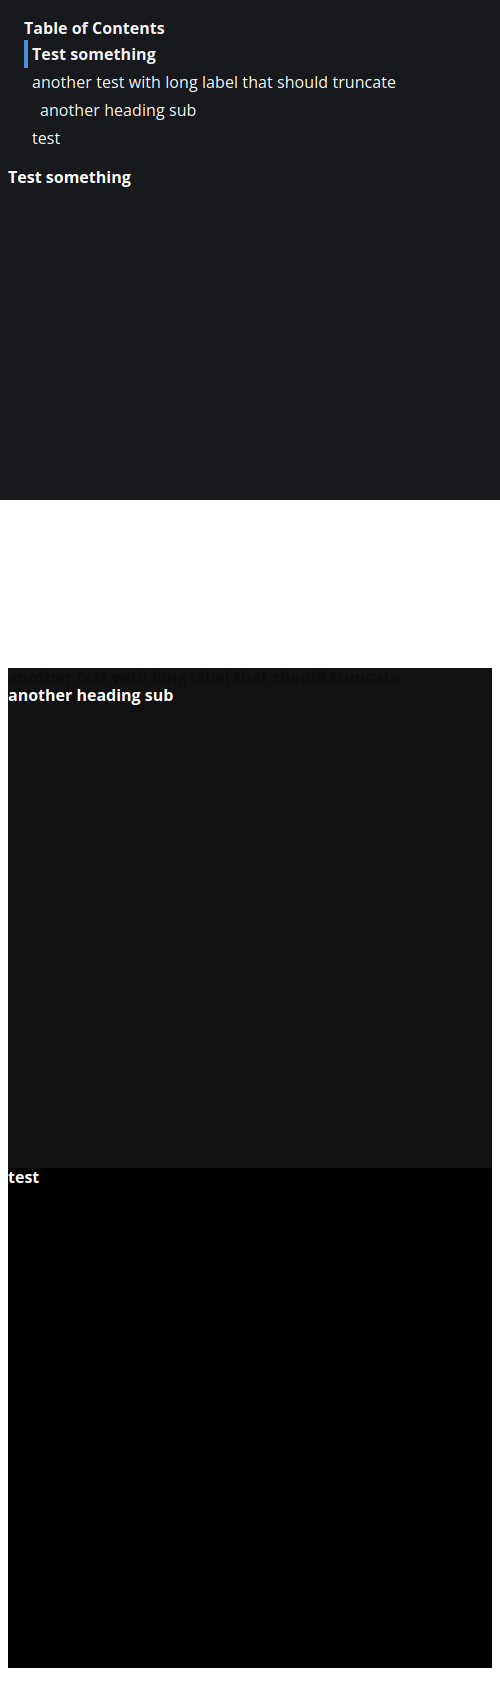 Table of Contents
Test something
another test with long label that should truncate
another heading sub
test
Test something
another test with long label that should truncate
another heading sub
test